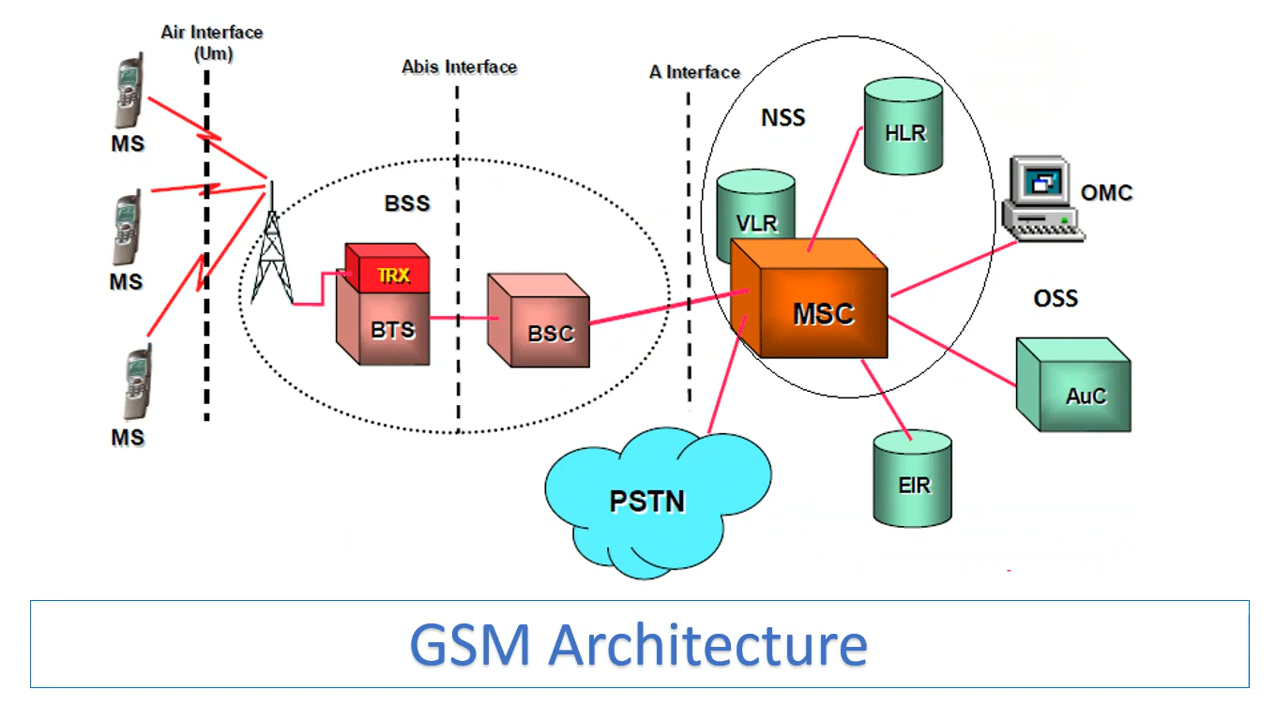 Air Interface
(Um)
Abis Interface
A Interface
MS
MS
MS
BSS
TRX
BTS
BSC
NSS
HLR
VLR
MSC
OMC
OSS
AuC
EIR
PSTN
GSM Architecture